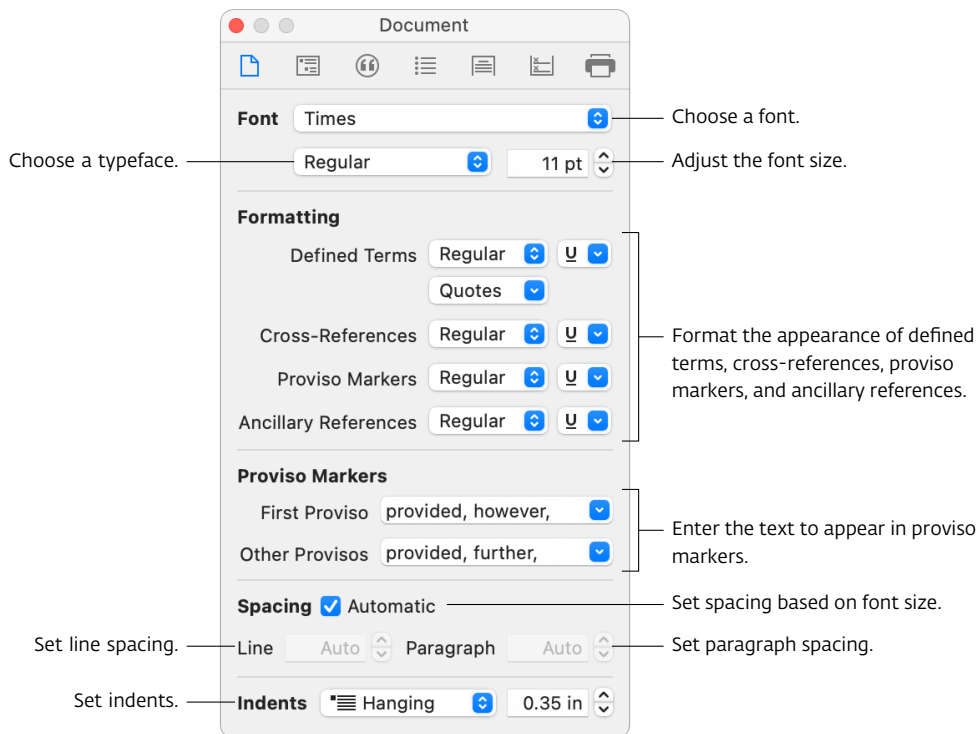 Document
Font Times
Choose a font.
Choose a typeface.
Regular 11 pt
Adjust the font size.
Formatting
Defined Terms Regular U
Quotes
Cross-References Regular U
Proviso Markers Regular U
Ancillary References Regular U
Format the appearance of defined
terms, cross-references, proviso
markers, and ancillary references.
Proviso Markers
First Proviso provided, however,
Other Provisos provided, further,
Enter the text to appear in proviso
markers.
Spacing Automatic
Set spacing based on font size.
Set line spacing.
Line Auto Paragraph Auto
Set paragraph spacing.
Set indents.
Indents Hanging 0.35 in